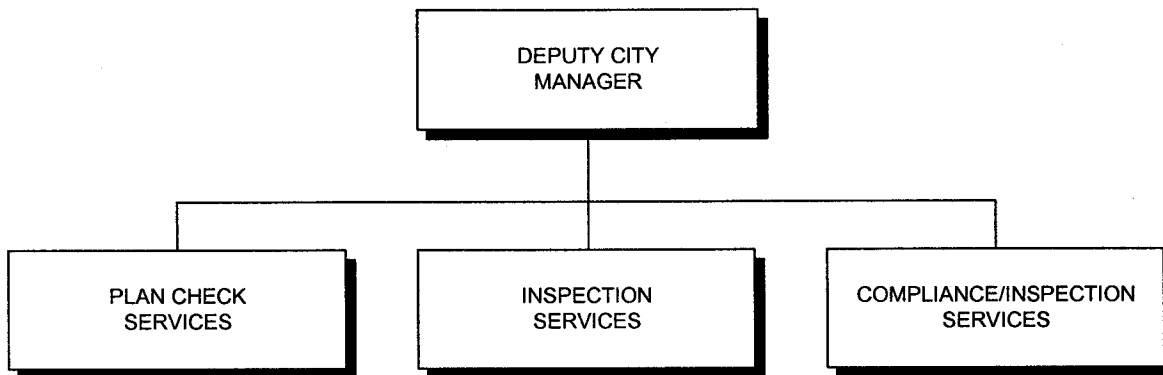 DEPUTY CITY
MANAGER
PLAN CHECK
SERVICES
INSPECTION
SERVICES
COMPLIANCE/INSPECTION
SERVICES